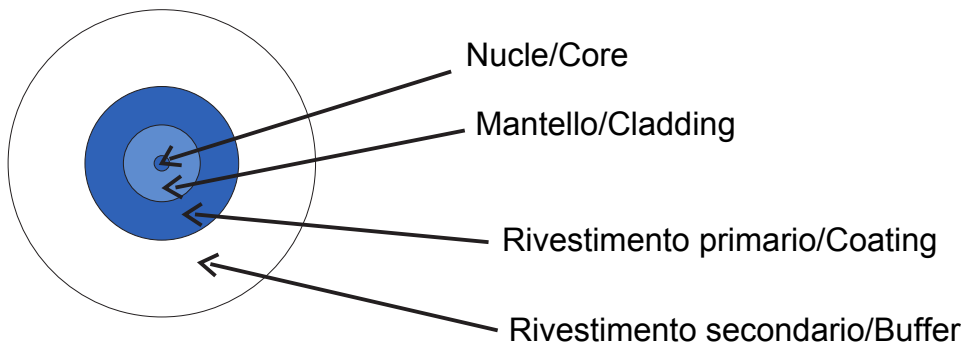 Nucle/Core
Mantello/Cladding
Rivestimento primario/Coating
Rivestimento secondario/Buffer